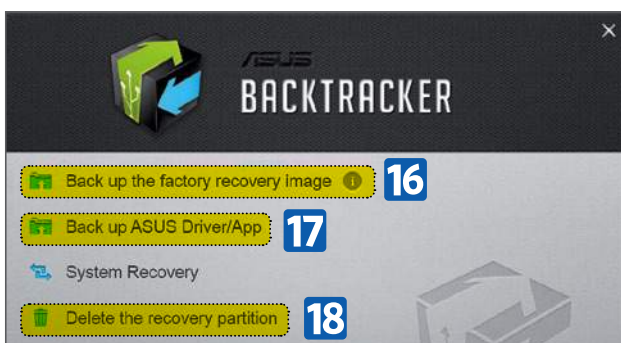 ASUS
BACKTRACKER
Back up the factory recovery image i 16
Back up ASUS Driver/App 17
System Recovery
Delete the recovery partition 18